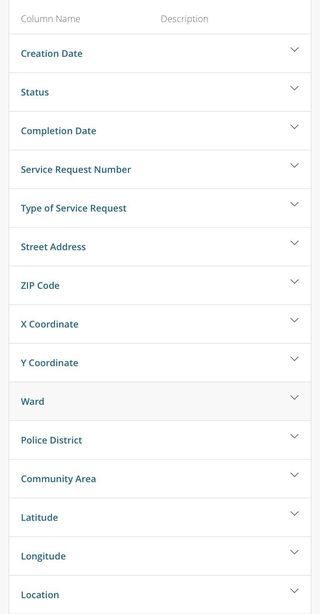 Column Name Description
Creation Date
Status
Completion Date
Service Request Number
Type of Service Request
Street Address
ZIP Code
X Coordinate
Y Coordinate
Ward
Police District
Community Area
Latitude
Longitude
Location